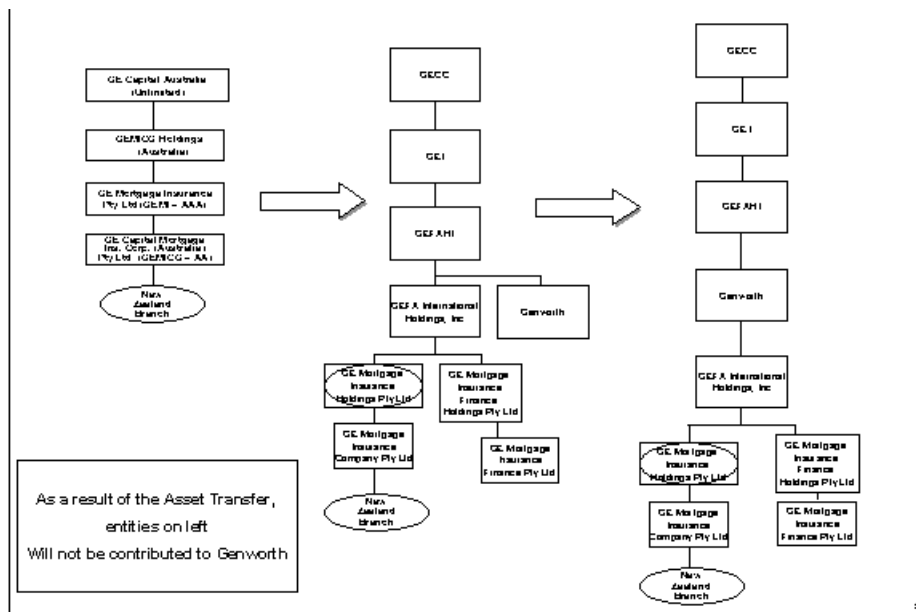 GE Capital Australia
(Unlimited)
GEMICG Holdings
(Australia)
GE Mortgage Insurance
Pty Ltd (GEMI – AAA)
GE Capital Mortgage
Ins. Corp. (Australia)
Pty Ltd. (GEMICG – AA)
New
Zealand
Branch
As a result of the Asset Transfer,
entities on left
Will not be contributed to Genworth
GECC
GEI
GEFAHI
GEFA International
Holdings, Inc
Genworth
GE Mortgage
Insurance
Holdings Pty Ltd
GE Mortgage
Insurance
Finance
Holdings Pty Ltd
GE Mortgage
Insurance
Company Pty Ltd
GE Mortgage
Insurance
Finance Pty Ltd
New
Zealand
Branch
GECC
GEI
GEFAHI
Genworth
GEFA International
Holdings, Inc
GE Mortgage
Insurance
Holdings Pty Ltd
GE Mortgage
Insurance
Finance
Holdings Pty Ltd
GE Mortgage
Insurance
Company Pty Ltd
GE Mortgage
Insurance
Finance Pty Ltd
New
Zealand
Branch